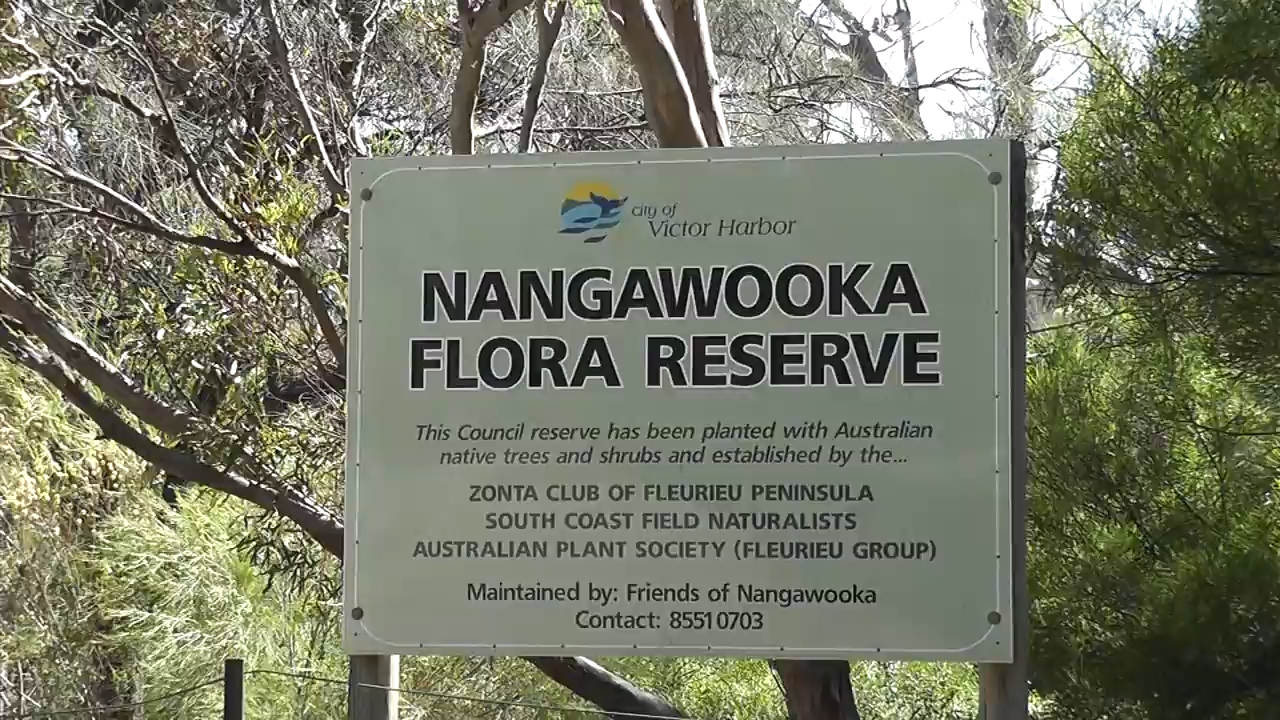 city of
Victor Harbor
NANGAWOOKA
FLORA RESERVE
This Council reserve has been planted with Australian
native trees and shrubs and established by the...
ZONTA CLUB OF FLEURIEU PENINSULA
SOUTH COAST FIELD NATURALISTS
AUSTRALIAN PLANT SOCIETY (FLEURIEU GROUP)
Maintained by: Friends of Nangawooka
Contact: 85510703